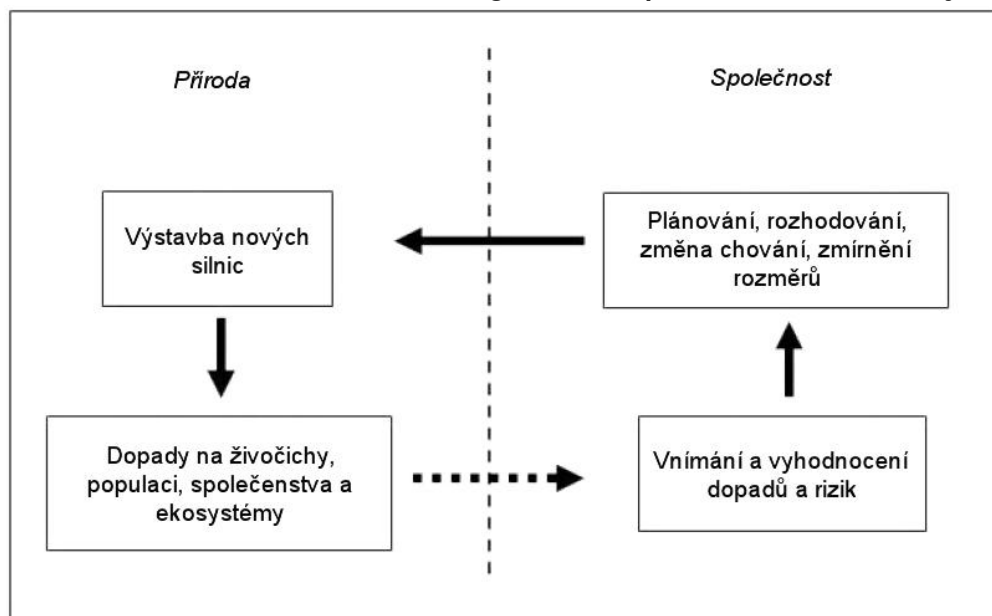 Příroda
Společnost
Výstavba nových
silnic
Plánování, rozhodování,
změna chování, zmírnění
rozměrů
Dopady na živočichy,
populaci, společenstva a
ekosystémy
Vnímání a vyhodnocení
dopadů a rizik